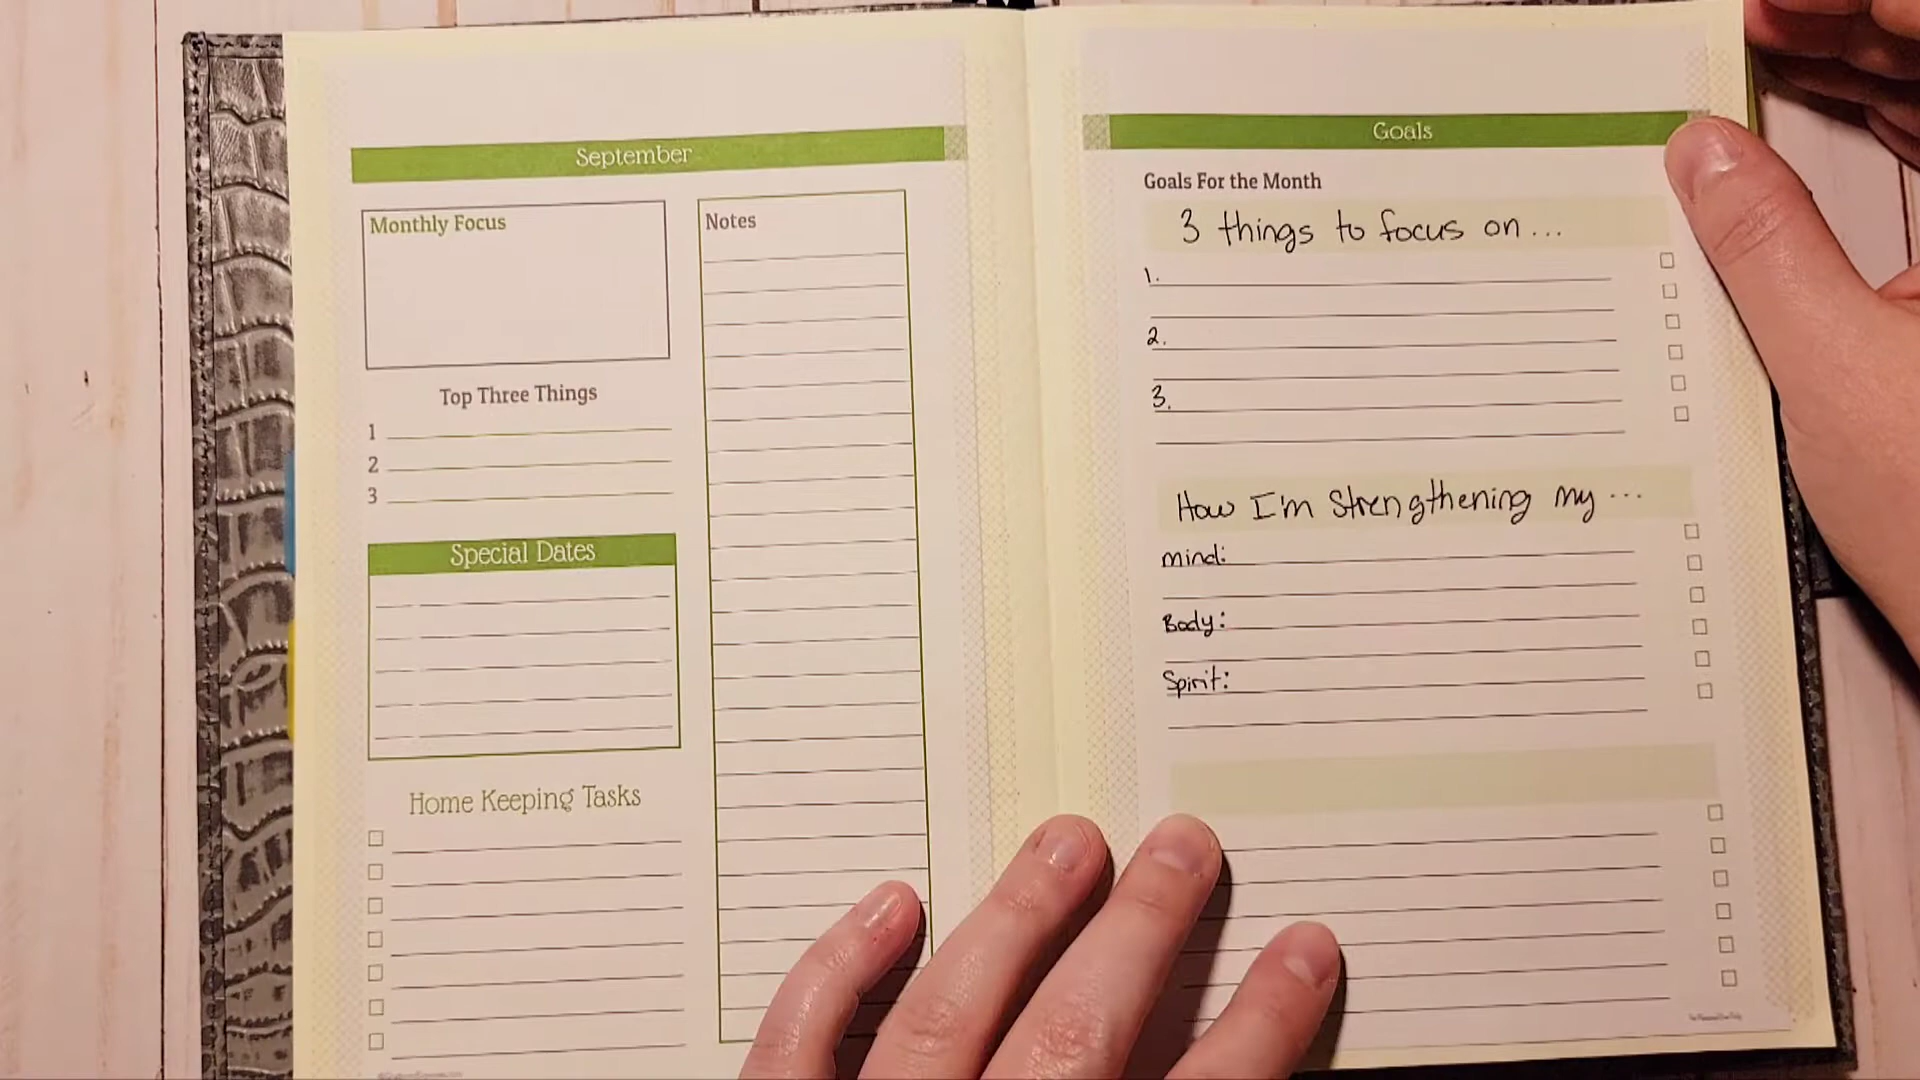 September
Monthly Focus
Notes
Top Three Things
1
2
3
Special Dates
Home Keeping Tasks
Goals
Goals For the Month
3 things to focus on...
1.
2.
3.
How I'm strengthening my ...
mind:
Body:
Spirit: